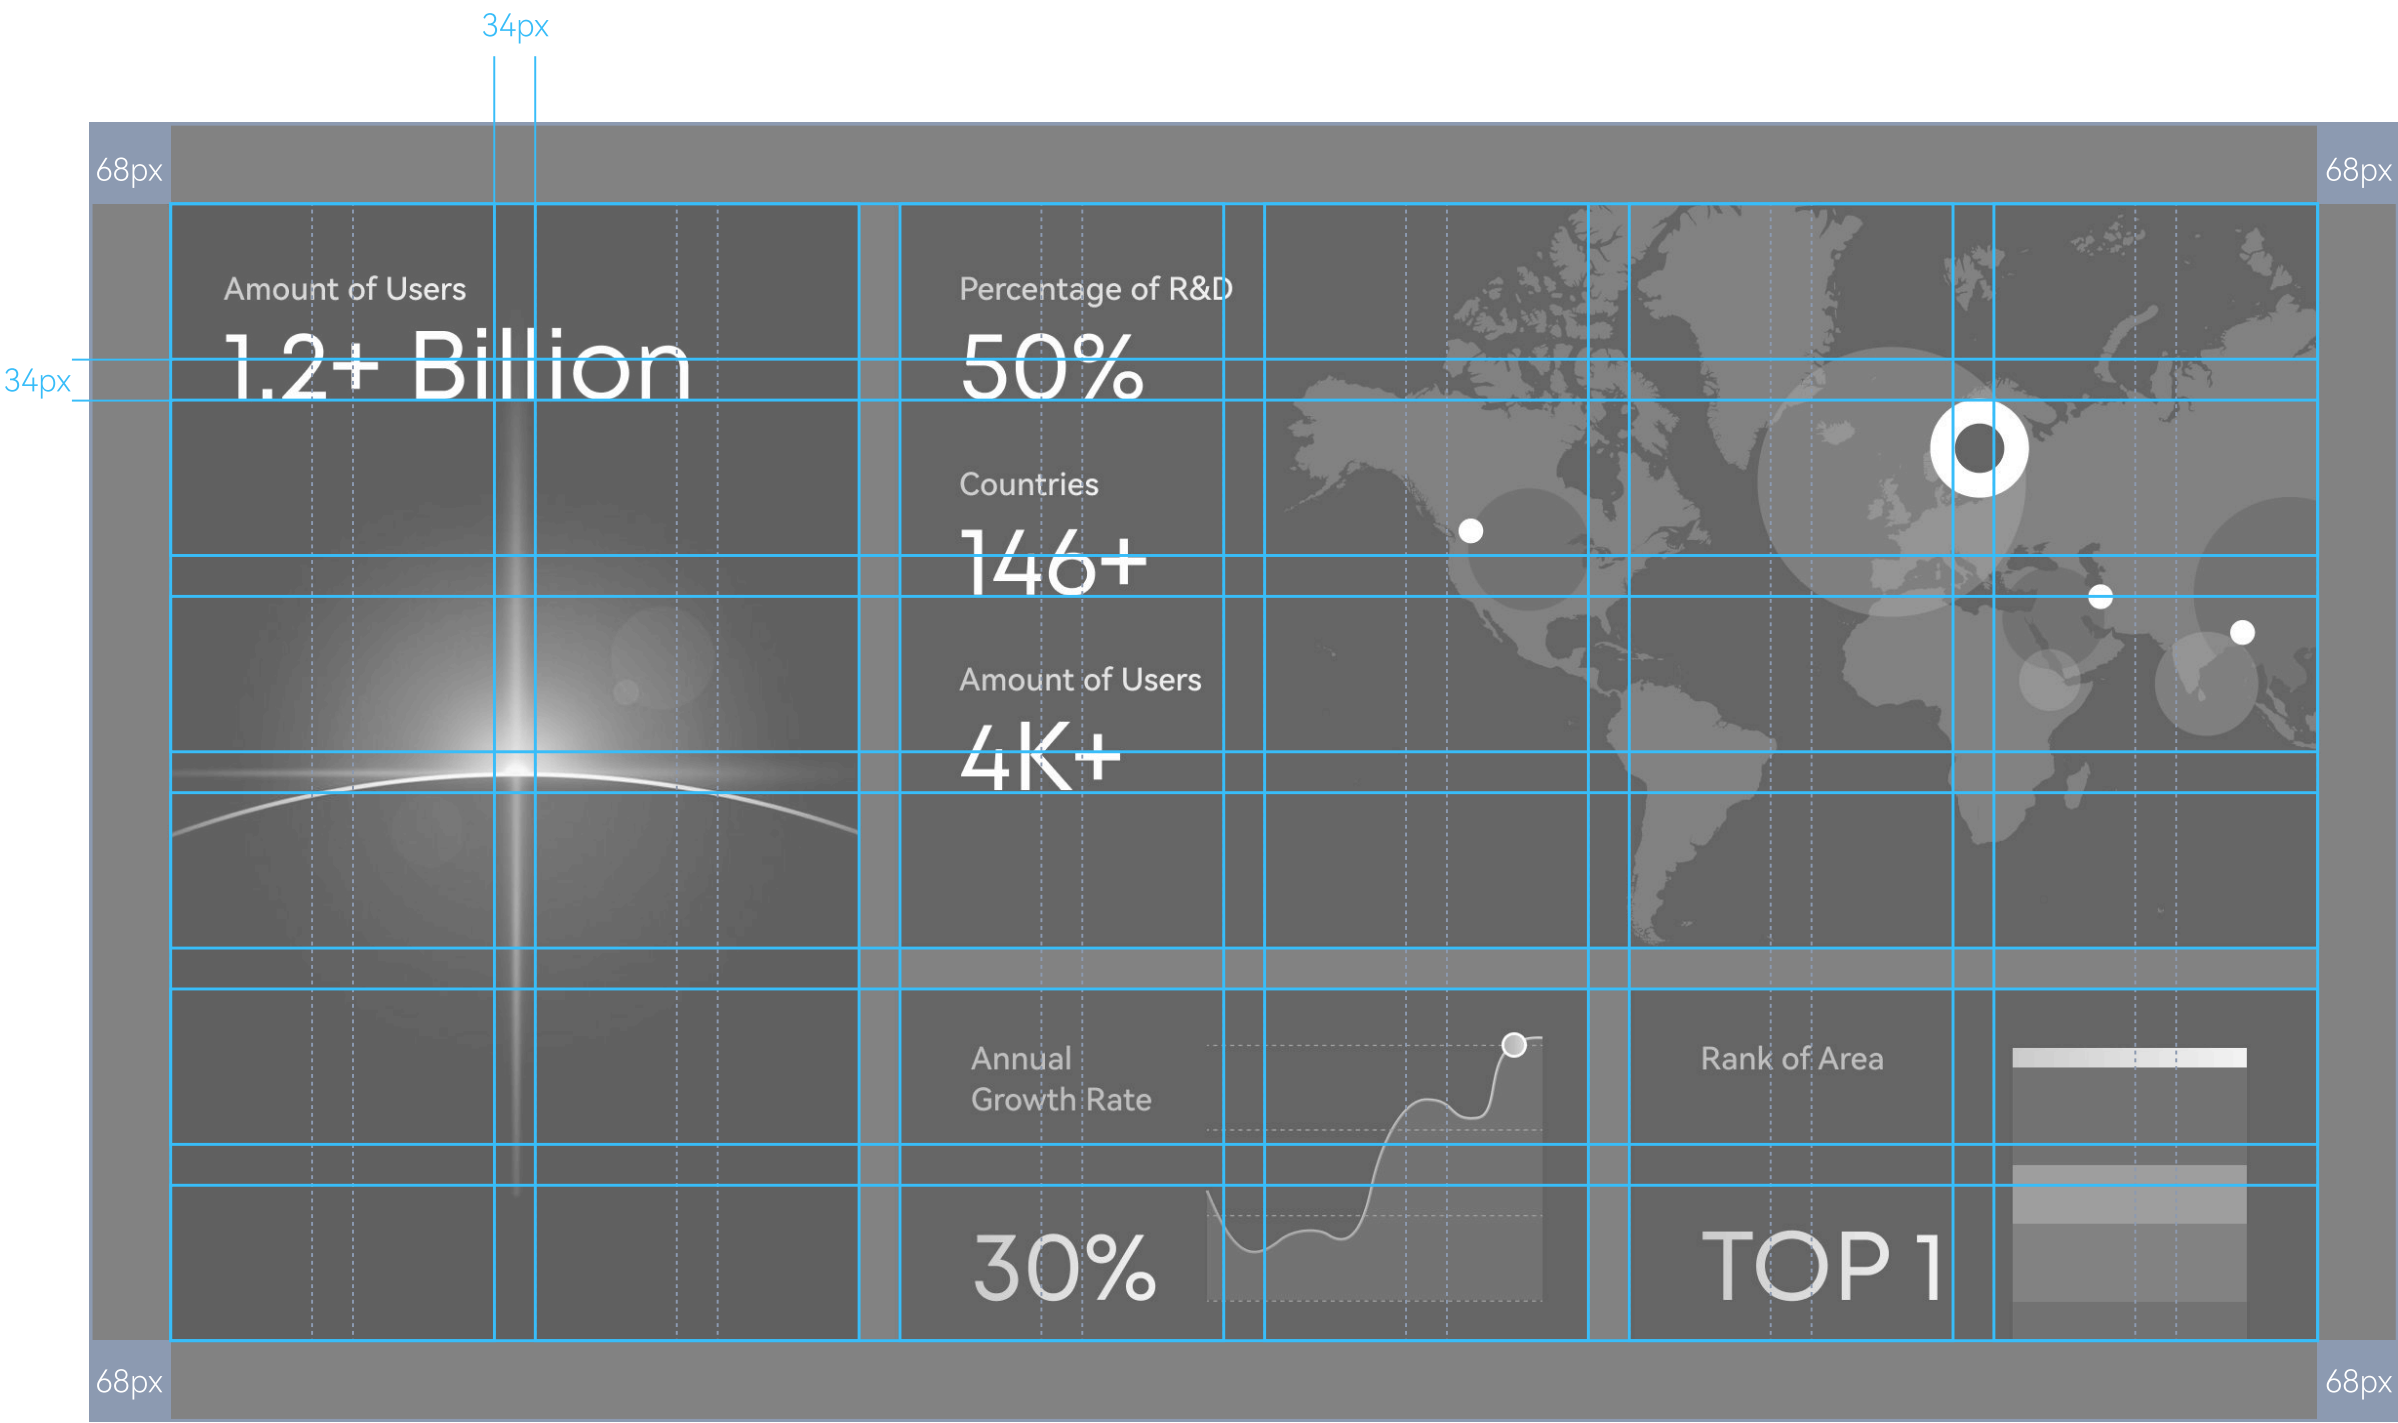 34px
68px
68px
Amount of Users
1.2+ Billion
34px
Percentage of R&D
50%
Countries
146+
Amount of Users
4K+
Annual
Growth Rate
30%
Rank of Area
TOP 1
68px
68px